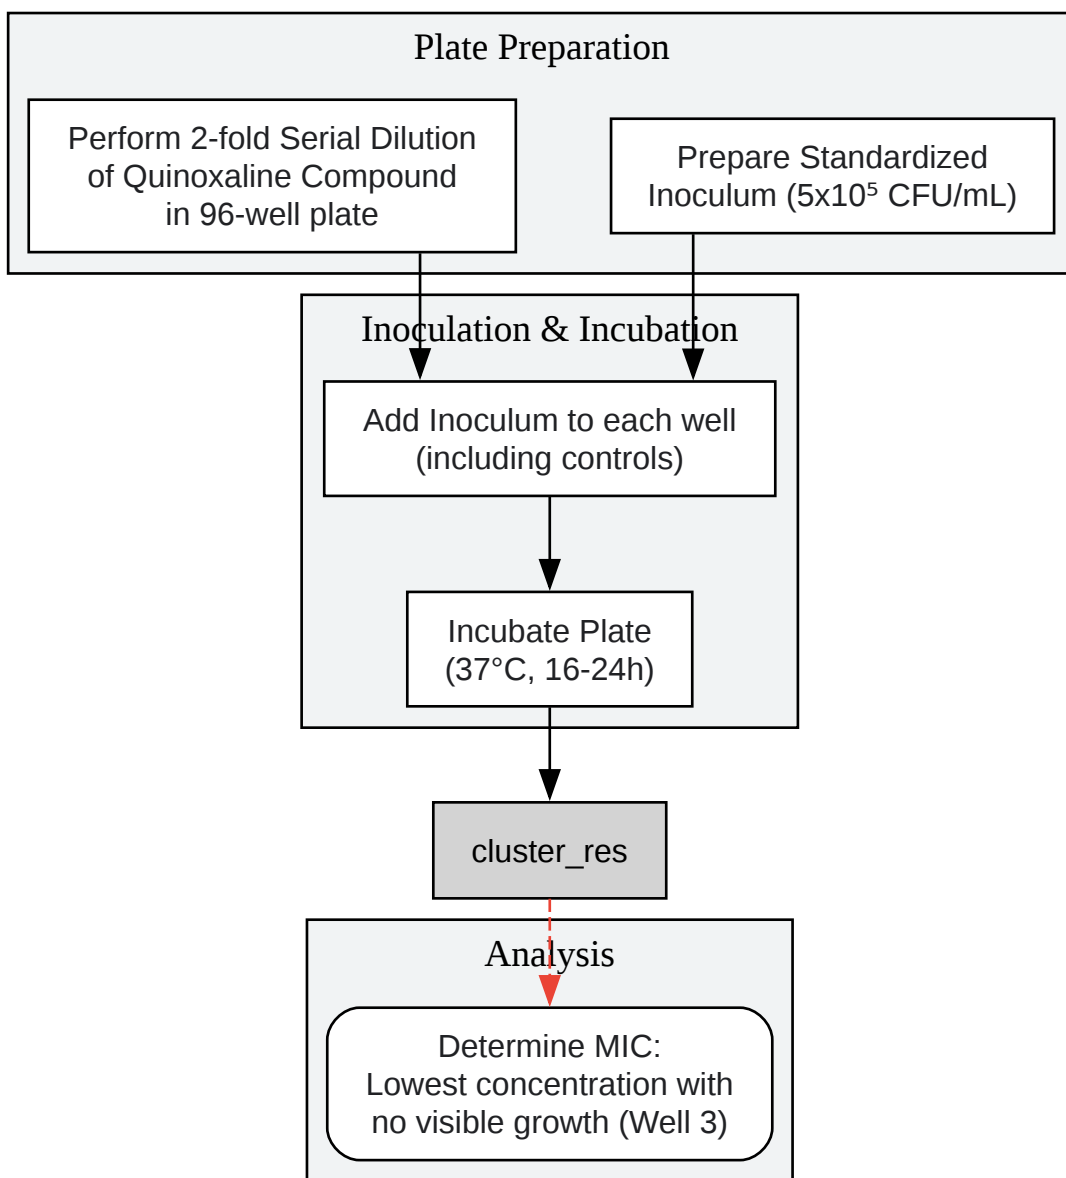 Plate Preparation
Perform 2-fold Serial Dilution
of Quinoxaline Compound
in 96-well plate
Prepare Standardized
Inoculum (5x10⁵ CFU/mL)
Inoculation & Incubation
Add Inoculum to each well
(including controls)
Incubate Plate
(37°C, 16-24h)
cluster_res
Analysis
Determine MIC:
Lowest concentration with
no visible growth (Well 3)